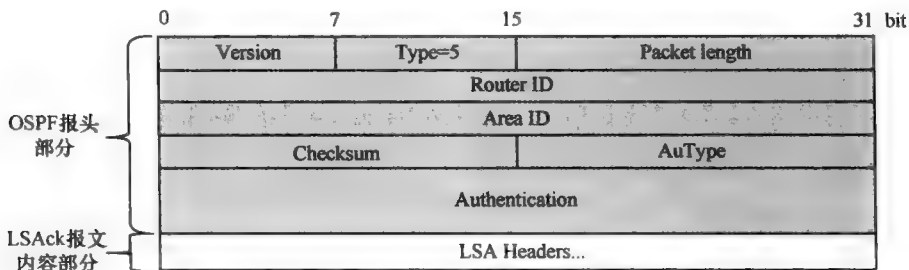 0 7 15 31 bit
Version Type=5 Packet length
Router ID
Area ID
OSPF报头
部分
Checksum AuType
Authentication
LSAck报文
内容部分
LSA Headers...